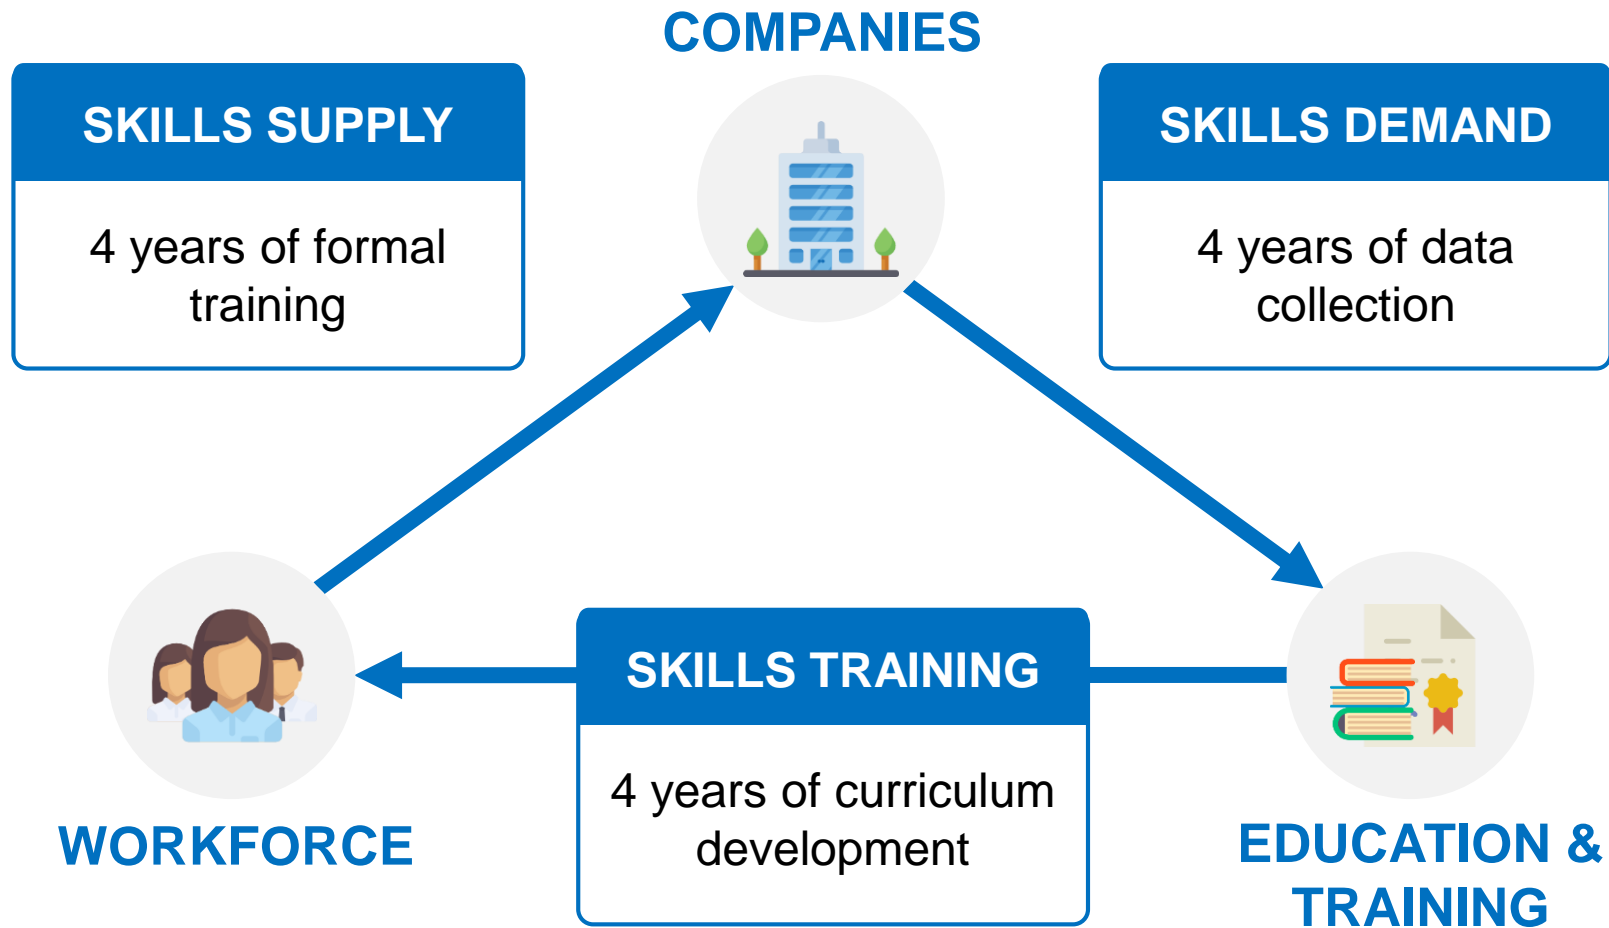 COMPANIES
SKILLS SUPPLY
4 years of formal
training
SKILLS DEMAND
4 years of data
collection
SKILLS TRAINING
4 years of curriculum
development
WORKFORCE
EDUCATION &
TRAINING